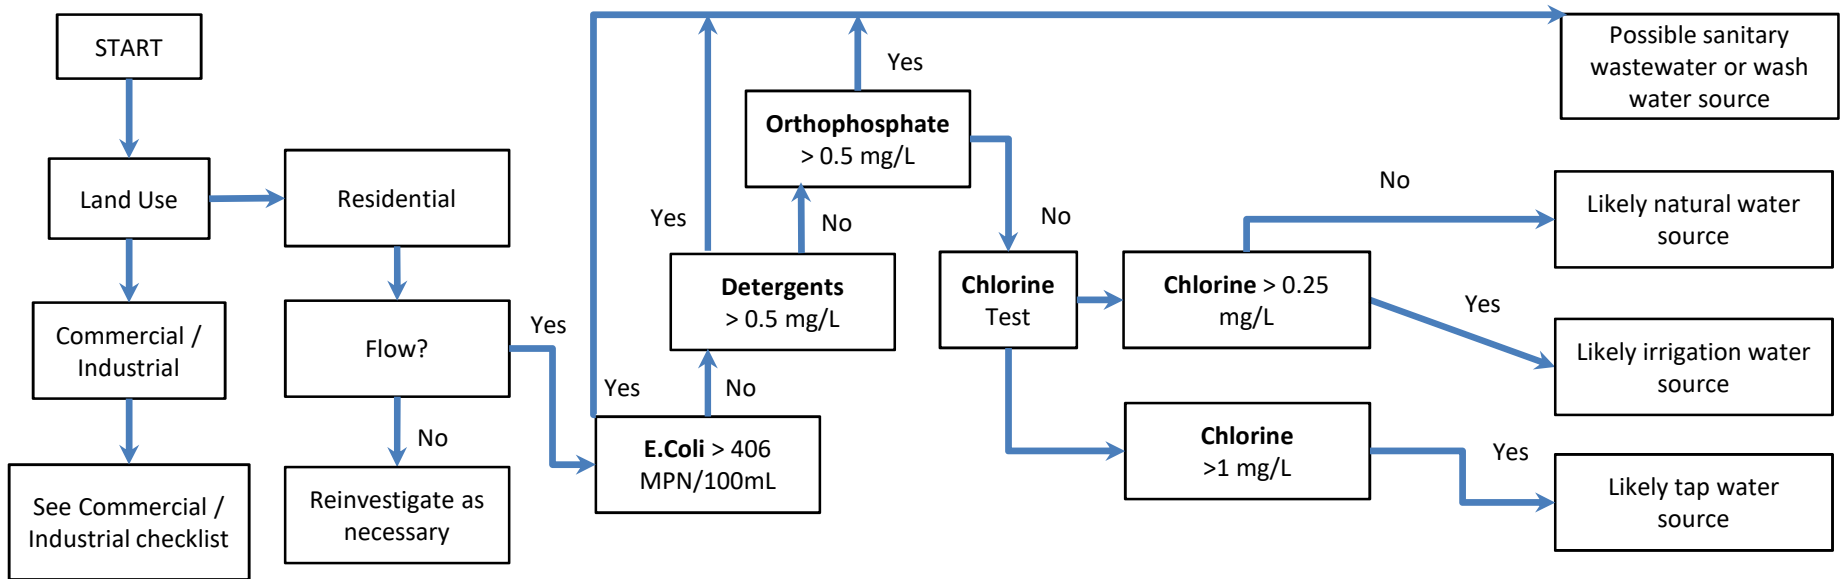 START
Land Use
Commercial /
Industrial
See Commercial /
Industrial checklist
Residential
Flow?
No
Reinvestigate as
necessary
Yes
E.Coli > 406
MPN/100mL
Yes
No
Detergents
> 0.5 mg/L
Yes
No
Orthophosphate
> 0.5 mg/L
Yes
No
Chlorine
Test
Chlorine > 0.25
mg/L
No
Yes
Chlorine
>1 mg/L
Yes
Possible sanitary
wastewater or wash
water source
Likely natural water
source
Likely irrigation water
source
Likely tap water
source